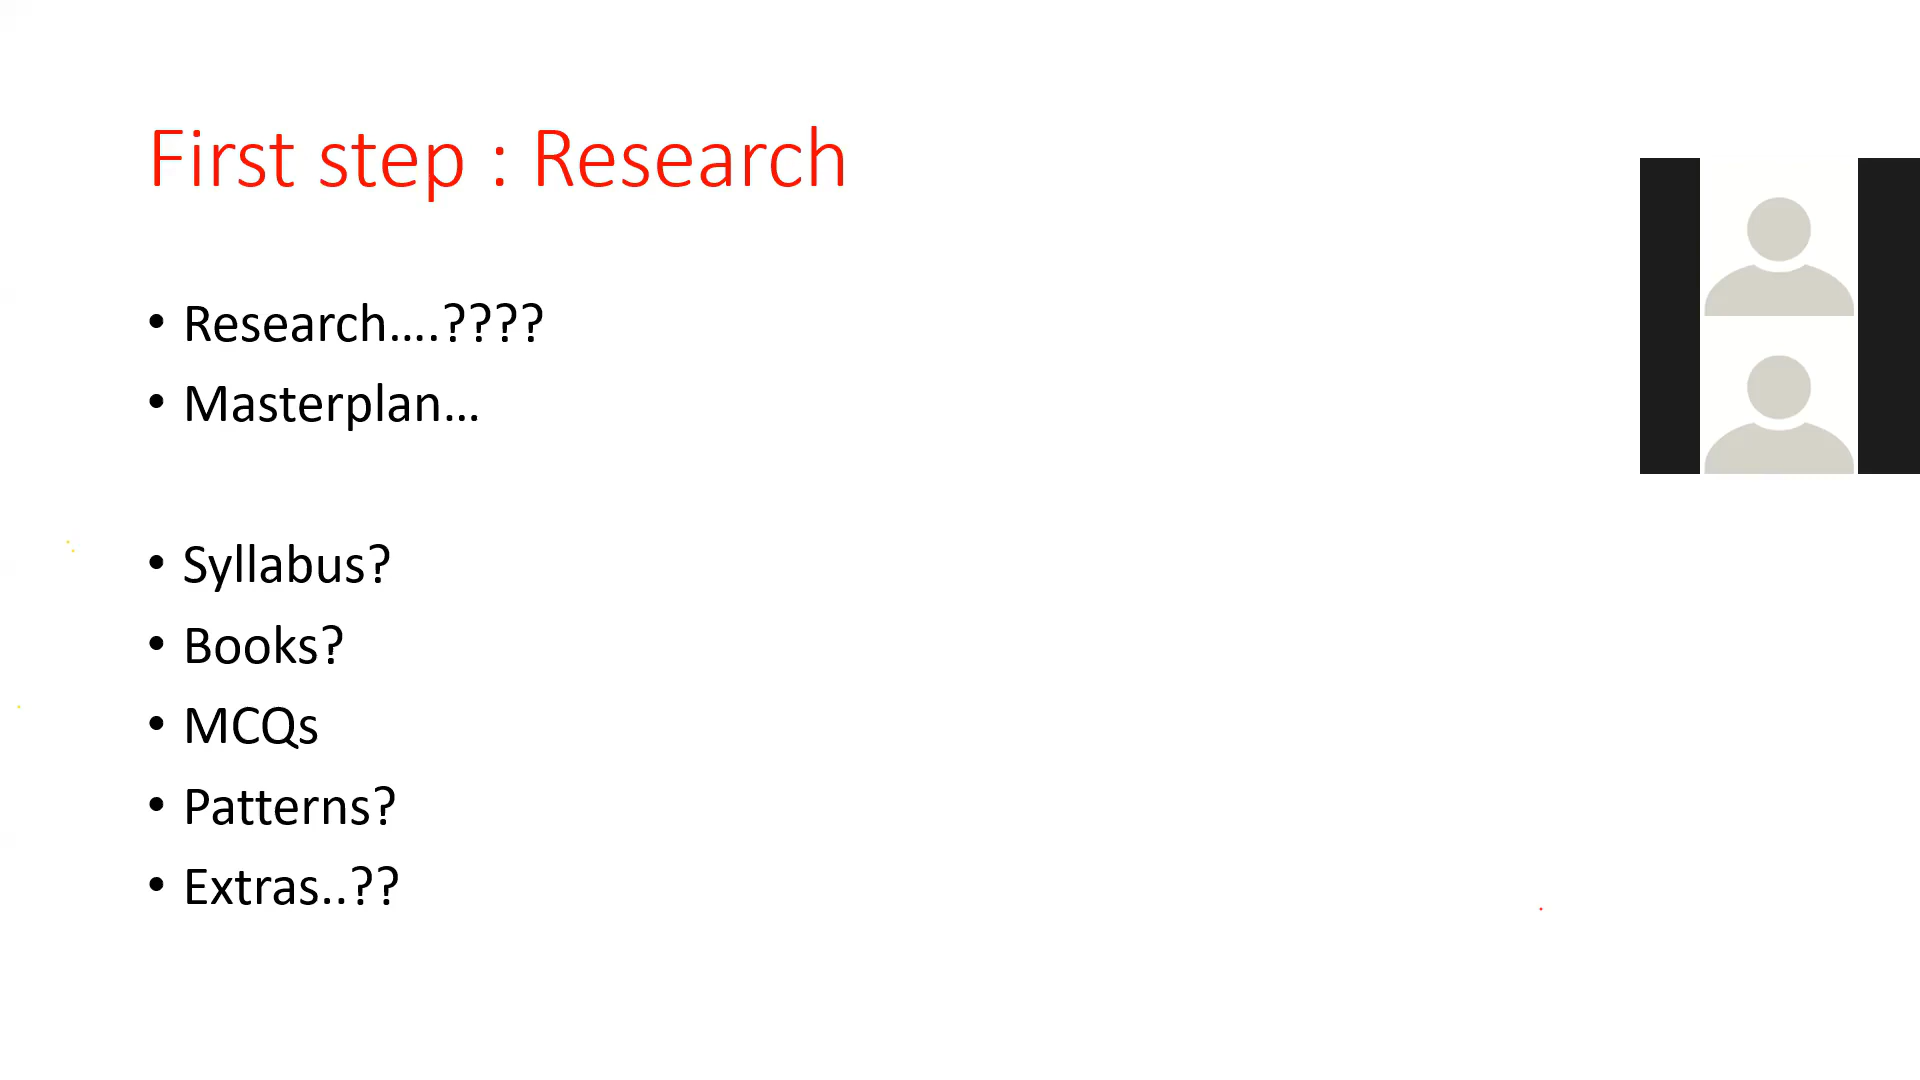 First step : Research
• Research....????
• Masterplan...
• Syllabus?
• Books?
• MCQs
• Patterns?
• Extras..??